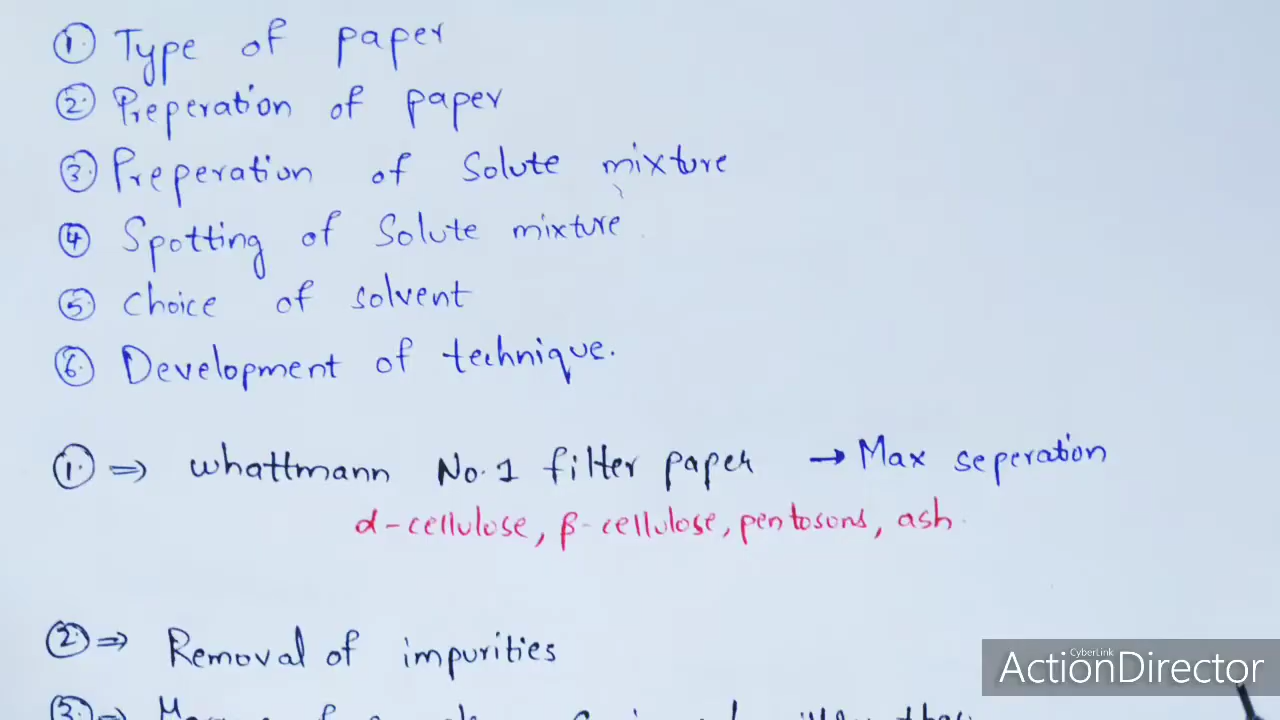 ① Type of paper
② Preperation of paper
③ Preperation of Solute mixture
④ Spotting of Solute mixture
⑤ Choice of solvent
⑥ Development of technique.
① ⇒ Whattmann No.1 filter paper → Max seperation
α-cellulose, β-cellulose, pentosons, ash
② ⇒ Removal of impurities
③ ⇒
CyberLink
ActionDirector